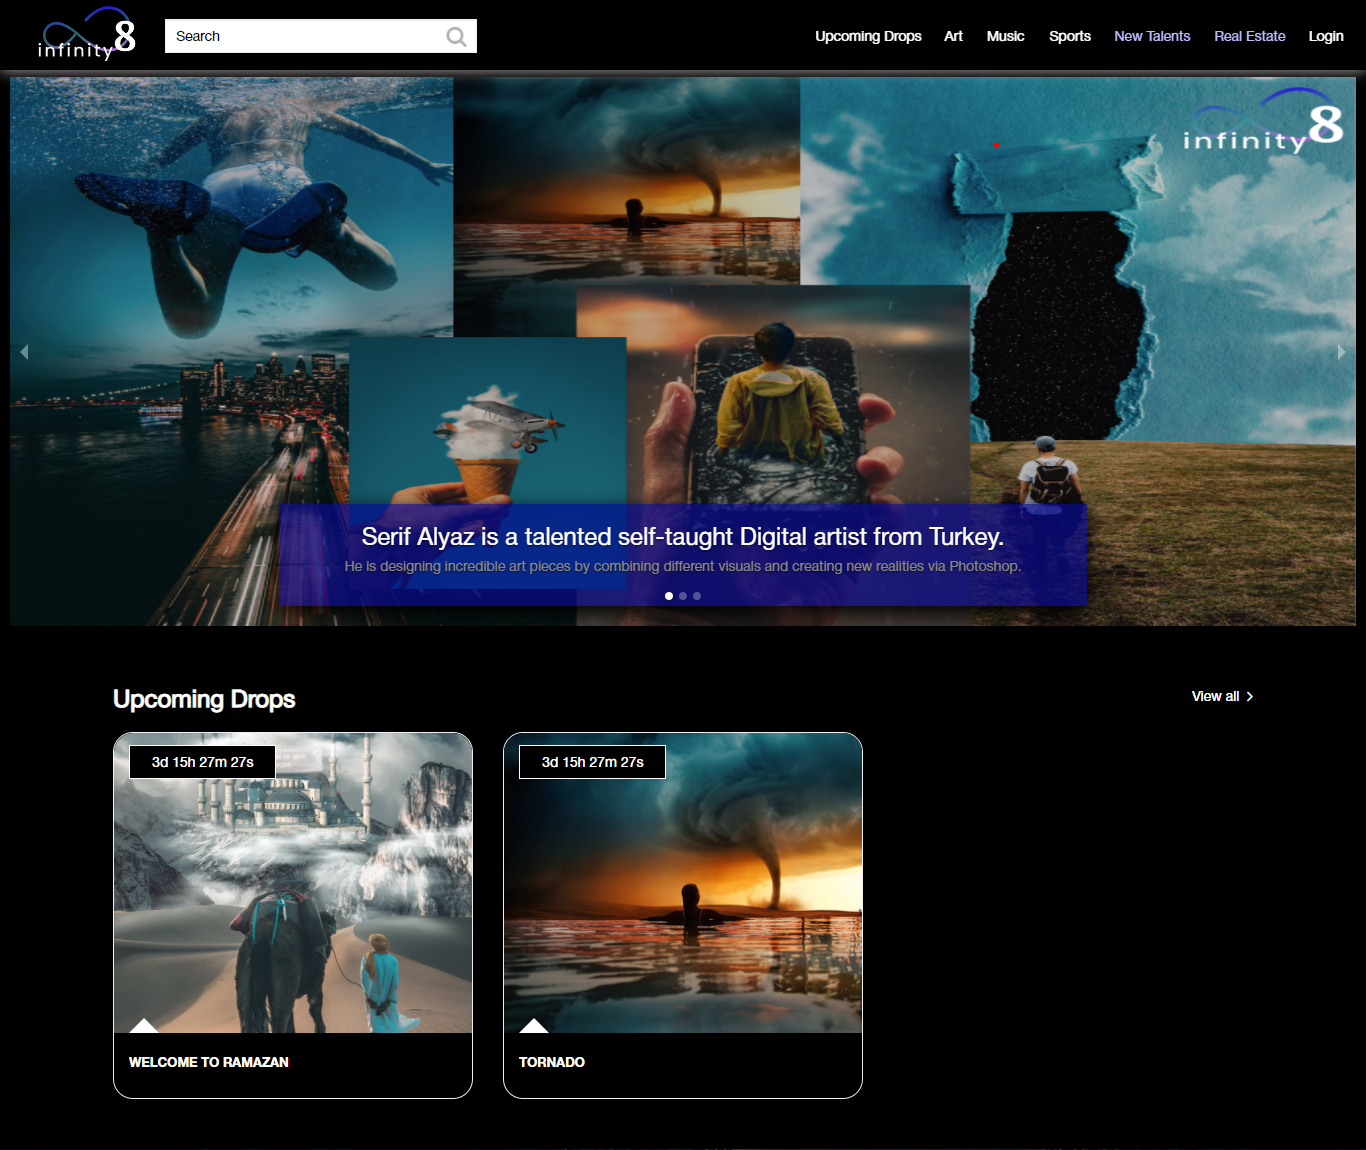 infinity8
Search
Upcoming Drops
Art
Music
Sports
New Talents
Real Estate
Login
infinity8
Serif Alyaz is a talented self-taught Digital artist from Turkey.
He is designing incredible art pieces by combining different visuals and creating new realities via Photoshop.
Upcoming Drops
View all
3d 15h 27m 27s
3d 15h 27m 27s
WELCOME TO RAMAZAN
TORNADO